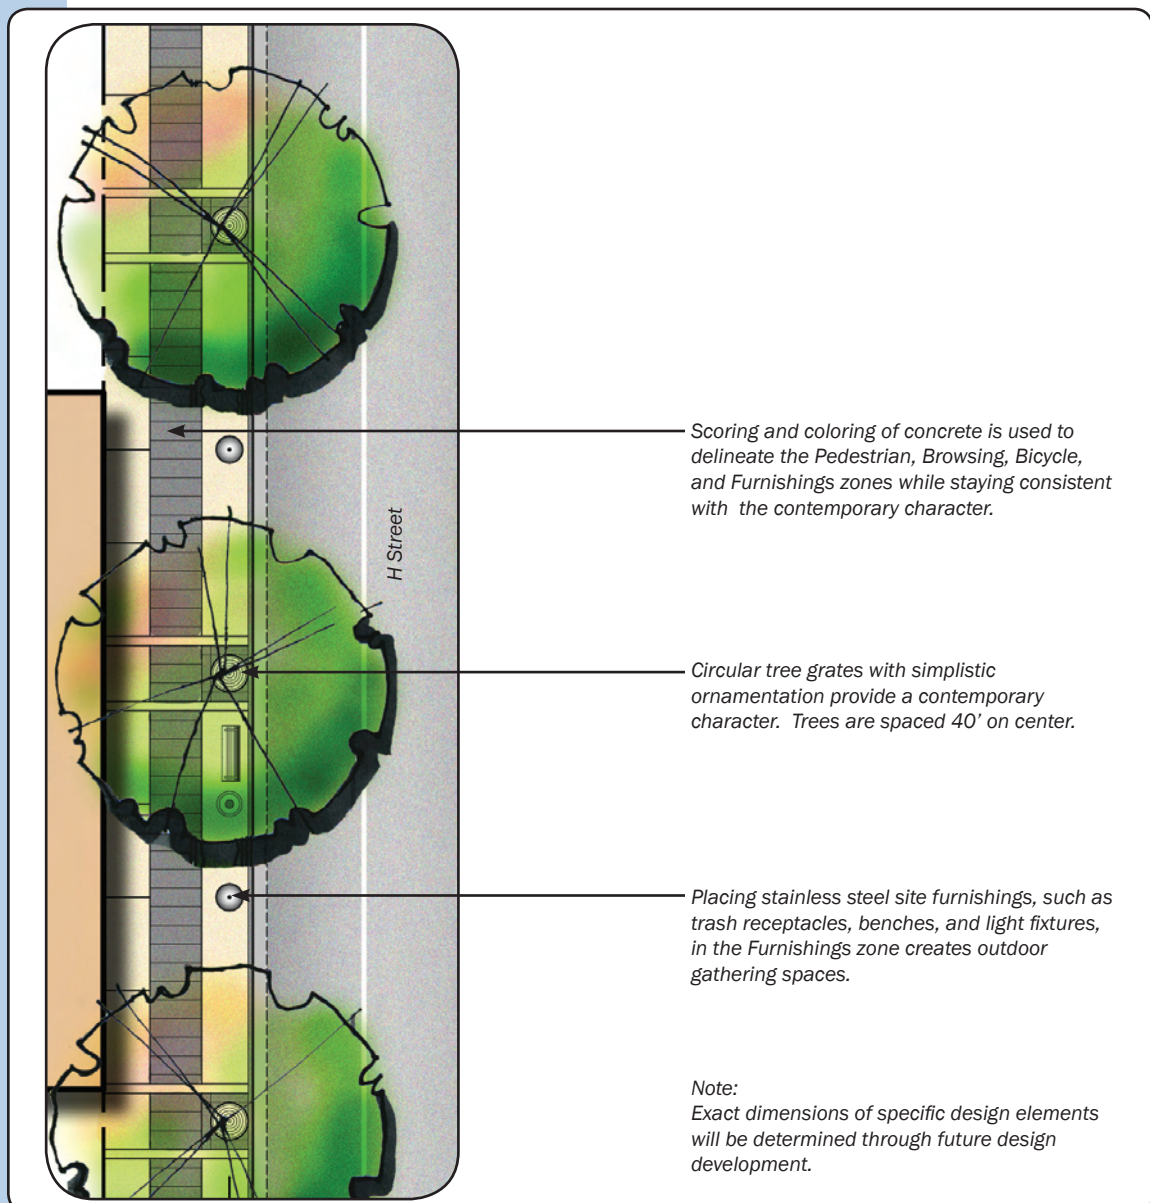 Scoring and coloring of concrete is used to
delineate the Pedestrian, Browsing, Bicycle,
and Furnishings zones while staying consistent
with  the contemporary character.
H Street
Circular tree grates with simplistic
ornamentation provide a contemporary
character.  Trees are spaced 40’ on center.
Placing stainless steel site furnishings, such as
trash receptacles, benches, and light fixtures,
in the Furnishings zone creates outdoor
gathering spaces.
Note:
Exact dimensions of specific design elements
will be determined through future design
development.